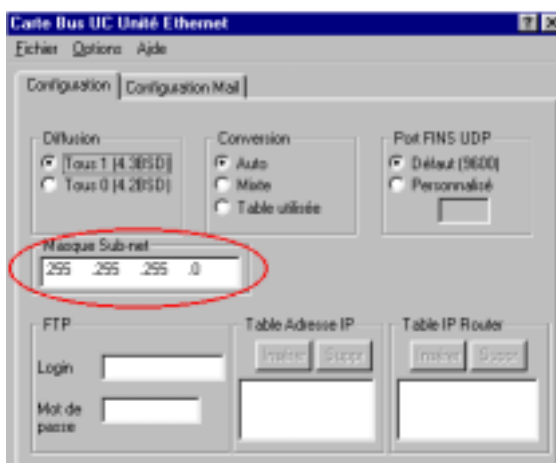 Carte Bus UC Unité Ethernet
Fichier Options Aide
Configuration Configuration Mail
Diffusion
Tous 1 (4.3BSD)
Tous 0 (4.2BSD)
Conversion
Auto
Mixte
Table utilisée
Port FINS UDP
Défaut (9600)
Personnalisé
Masque Sub-net
255 .255 .255 .0
FTP
Login
Mot de
passe
Table Adresse IP
Insérer Suppr
Table IP Router
Insérer Suppr